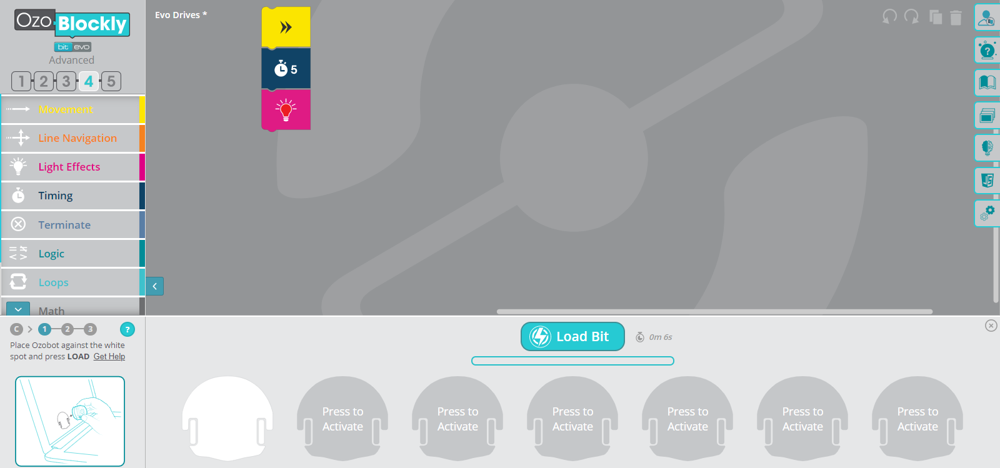 Ozo
Blockly
bit evo
Advanced
1 2 3 4 5
Movement
Line Navigation
Light Effects
Timing
Terminate
Logic
Loops
Math
Evo Drives *
5
?
JS
C 1 2 3 ?
Place Ozobot against the white
spot and press LOAD Get Help
Load Bit
0m 6s
Press to
Activate
Press to
Activate
Press to
Activate
Press to
Activate
Press to
Activate
Press to
Activate